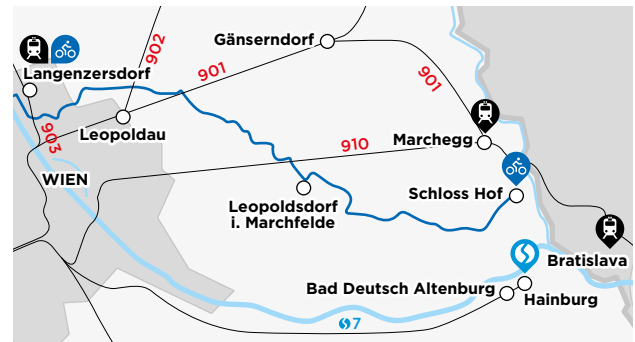 Gänserndorf
902
Langenzersdorf
901
901
Leopoldau
903
910
Marchegg
WIEN
Schloss Hof
Leopoldsdorf
i. Marchfelde
Bratislava
Bad Deutsch Altenburg
Hainburg
S7